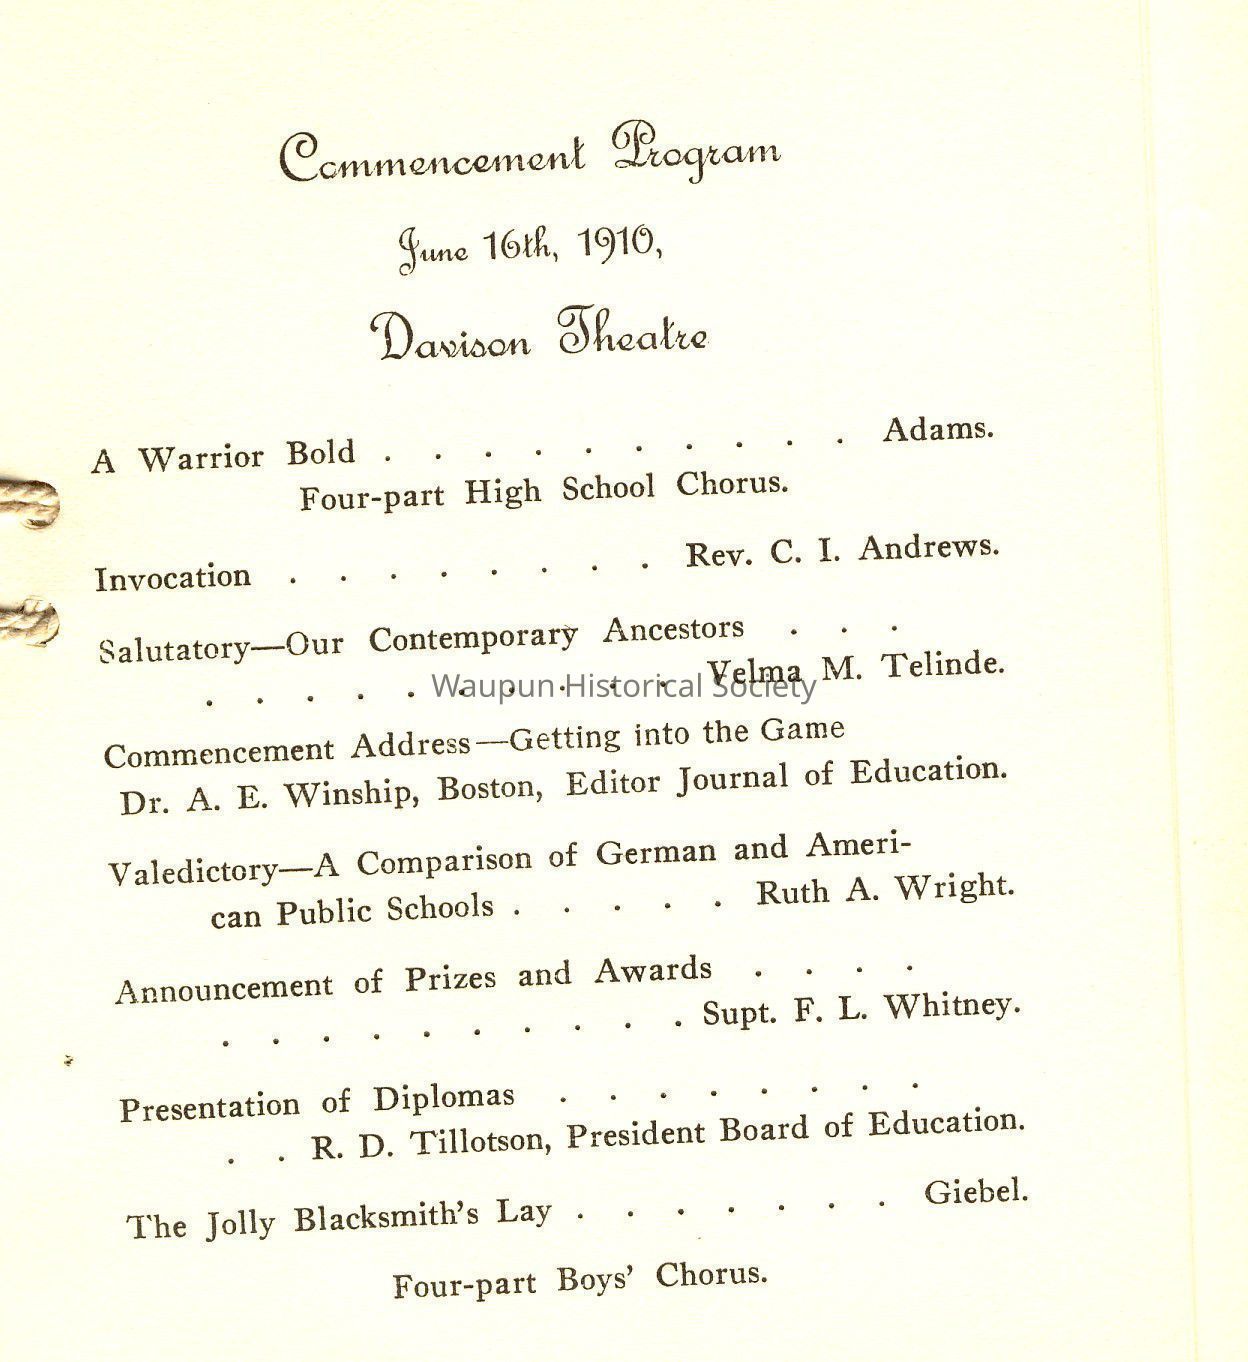 Commencement Program
June 16th, 1910,
Davison Theatre
A Warrior Bold . . . . . . . . . . Adams.
Four-part High School Chorus.
Invocation . . . . . . . . Rev. C. I. Andrews.
Salutatory—Our Contemporary Ancestors . . .
. . . . . . . . . . Velma M. Telinde.
Waupun Historical Society
Commencement Address—Getting into the Game
Dr. A. E. Winship, Boston, Editor Journal of Education.
Valedictory—A Comparison of German and Ameri-
can Public Schools . . . . . Ruth A. Wright.
Announcement of Prizes and Awards . . . .
. . . . . . . . . . Supt. F. L. Whitney.
Presentation of Diplomas . . . . . . . .
. . R. D. Tillotson, President Board of Education.
The Jolly Blacksmith's Lay . . . . . . . Giebel.
Four-part Boys' Chorus.